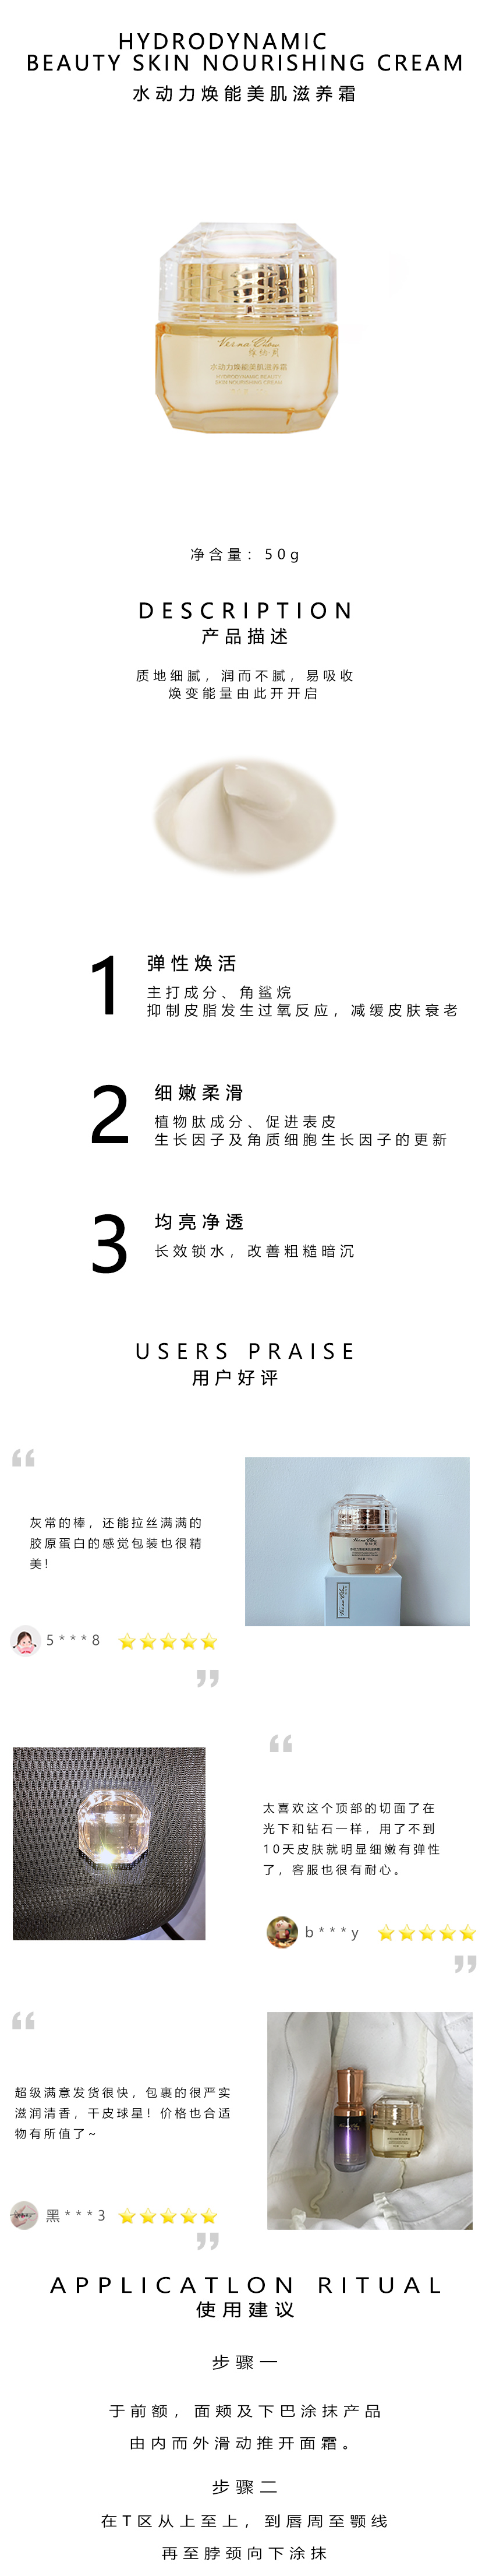 HYDRODYNAMIC
BEAUTY SKIN NOURISHING CREAM
水动力焕能美肌滋养霜
Verna Clow
维纳·月
水动力焕能美肌滋养霜
HYDRODYNAMIC BEAUTY
SKIN NOURISHING CREAM
净含量：50g
DESCRIPTION
产品描述
质地细腻，润而不腻，易吸收
焕变能量由此开开启
1
弹性焕活
主打成分、角鲨烷
抑制皮脂发生过氧反应，减缓皮肤衰老
2
细嫩柔滑
植物肽成分、促进表皮
生长因子及角质细胞生长因子的更新
3
均亮净透
长效锁水，改善粗糙暗沉
USERS PRAISE
用户好评
“
灰常的棒，还能拉丝满满的
胶原蛋白的感觉包装也很精
美！
5***8
”
“
太喜欢这个顶部的切面了在
光下和钻石一样，用了不到
10天皮肤就明显细嫩有弹性
了，客服也很有耐心。
b***y
”
“
超级满意发货很快，包裹的很严实
滋润清香，干皮球星！价格也合适
物有所值了~
黑***3
”
APPLICATLON RITUAL
使用建议
步骤一
于前额，面颊及下巴涂抹产品
由内而外滑动推开面霜。
步骤二
在T区从上至上，到唇周至颚线
再至脖颈向下涂抹